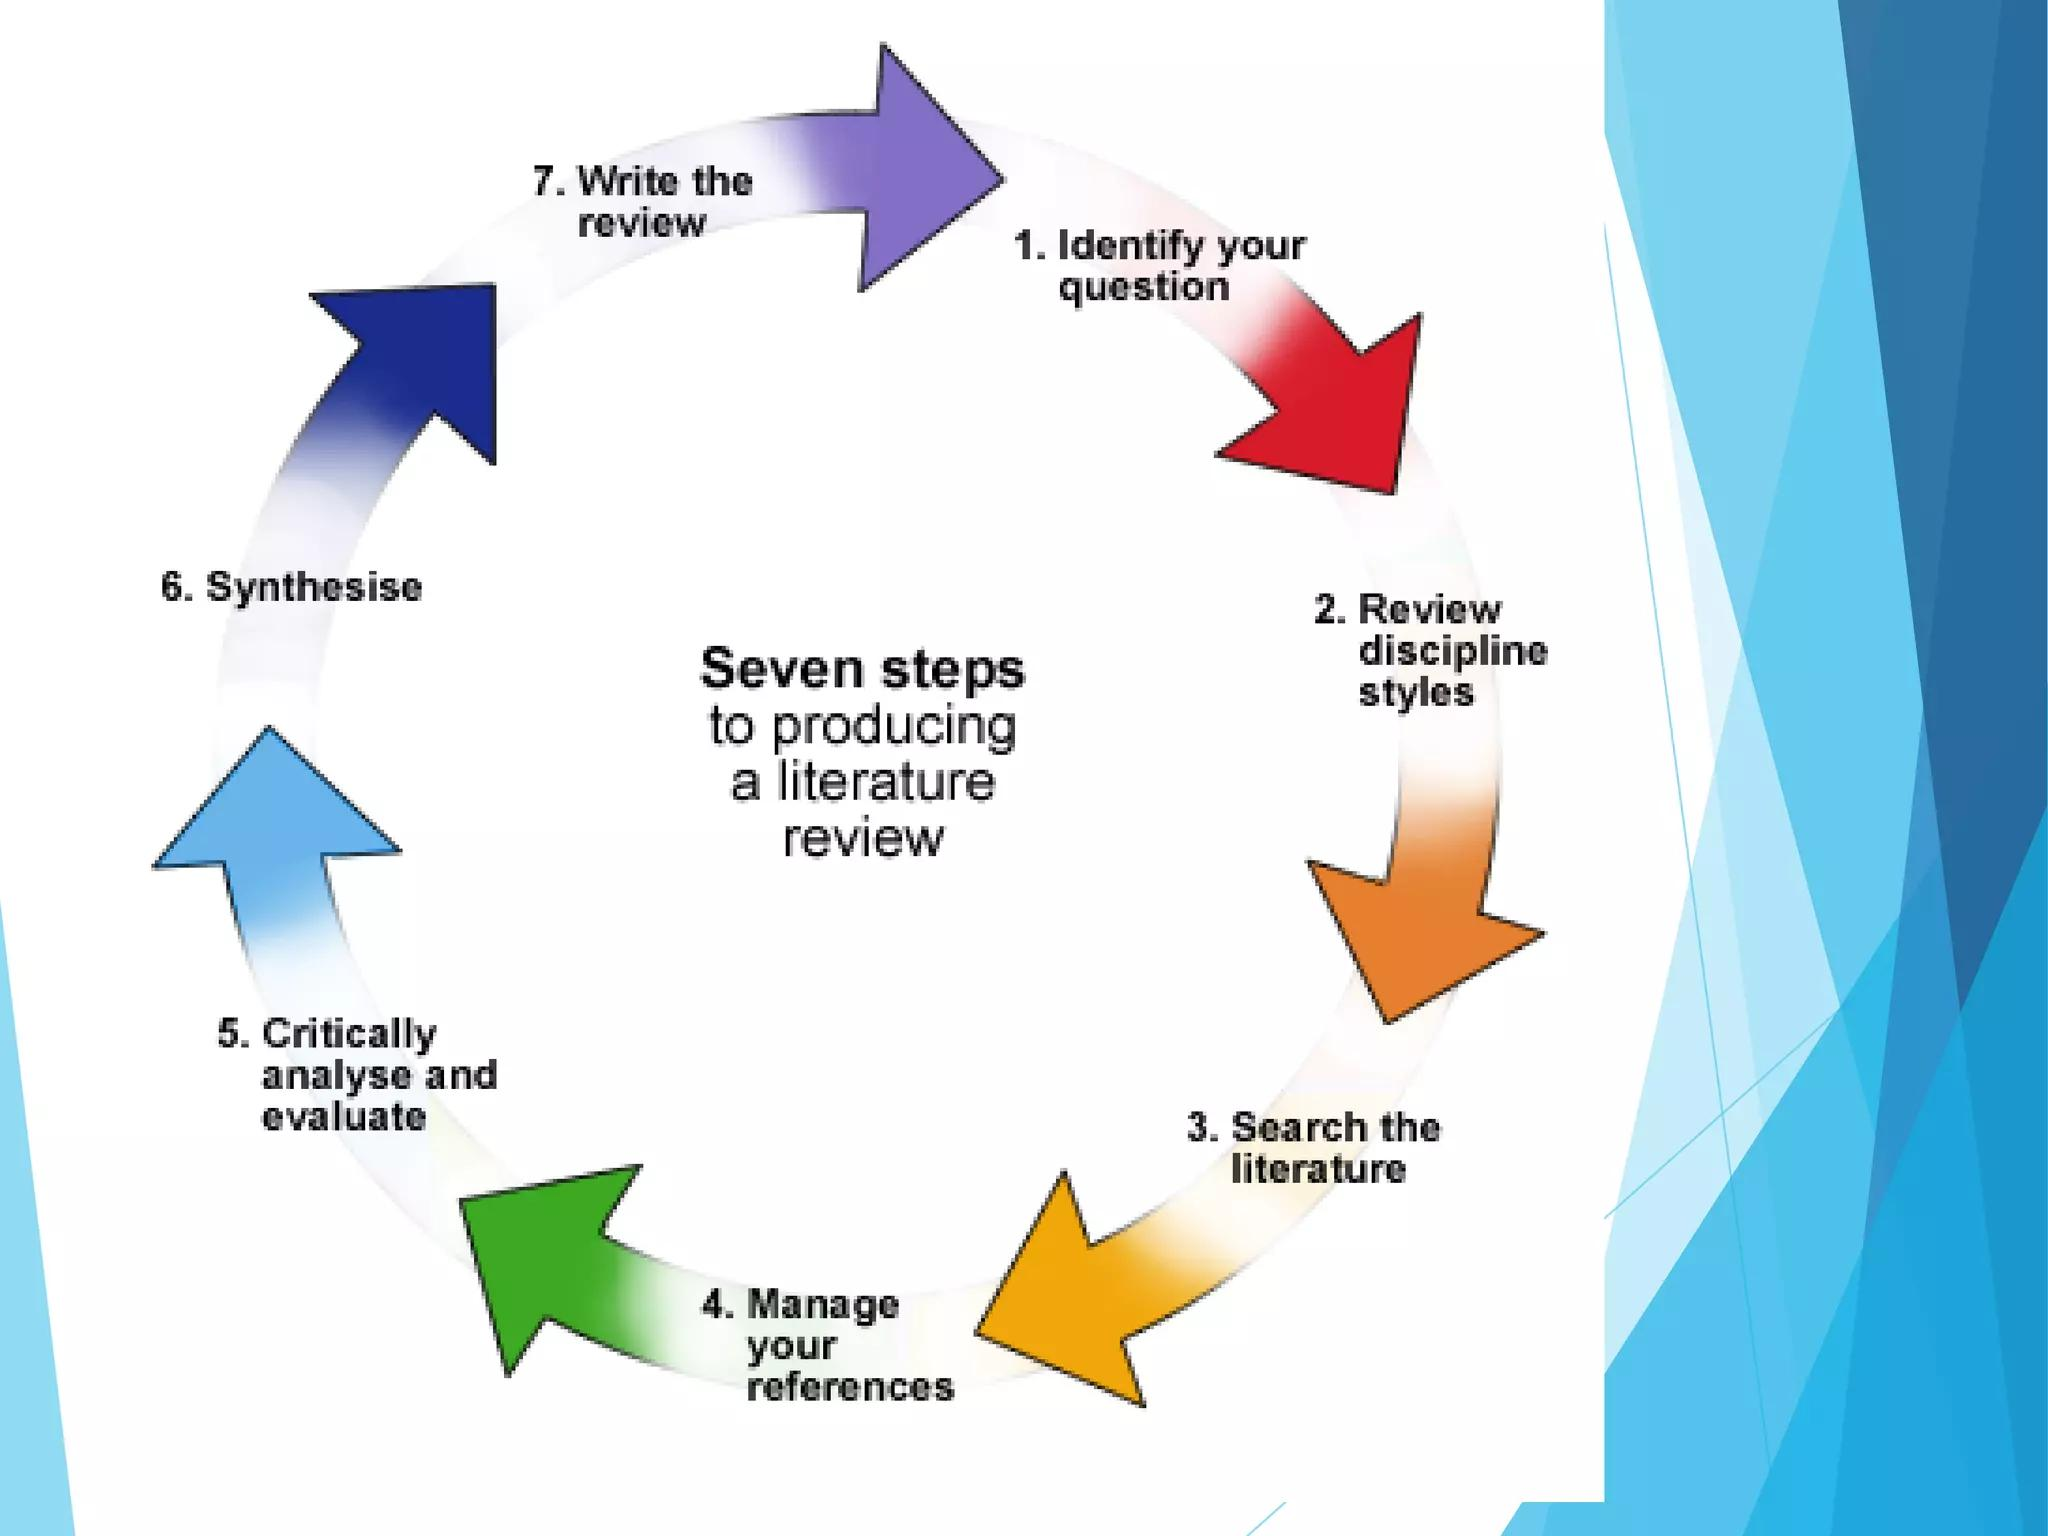 Seven steps
to producing
a literature
review
1. Identify your
question
2. Review
discipline
styles
3. Search the
literature
4. Manage
your
references
5. Critically
analyse and
evaluate
6. Synthesise
7. Write the
review